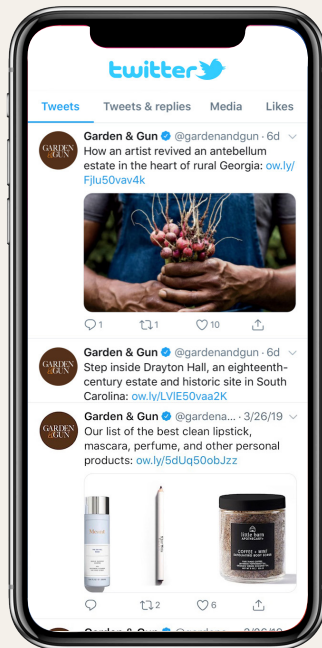 twitter
Tweets Tweets & replies Media Likes
GARDEN & GUN
Garden & Gun @gardenandgun · 6d
How an artist revived an antebellum
estate in the heart of rural Georgia: ow.ly/
FjIu50vav4k
1 1 10
GARDEN & GUN
Garden & Gun @gardenandgun · 6d
Step inside Drayton Hall, an eighteenth-
century estate and historic site in South
Carolina: ow.ly/LVlE50vaa2K
GARDEN & GUN
Garden & Gun @gardena... · 3/26/19
Our list of the best clean lipstick,
mascara, perfume, and other personal
products: ow.ly/5dUq50obJzz
little barn
APOTHECARY
COFFEE + MINT
2 6